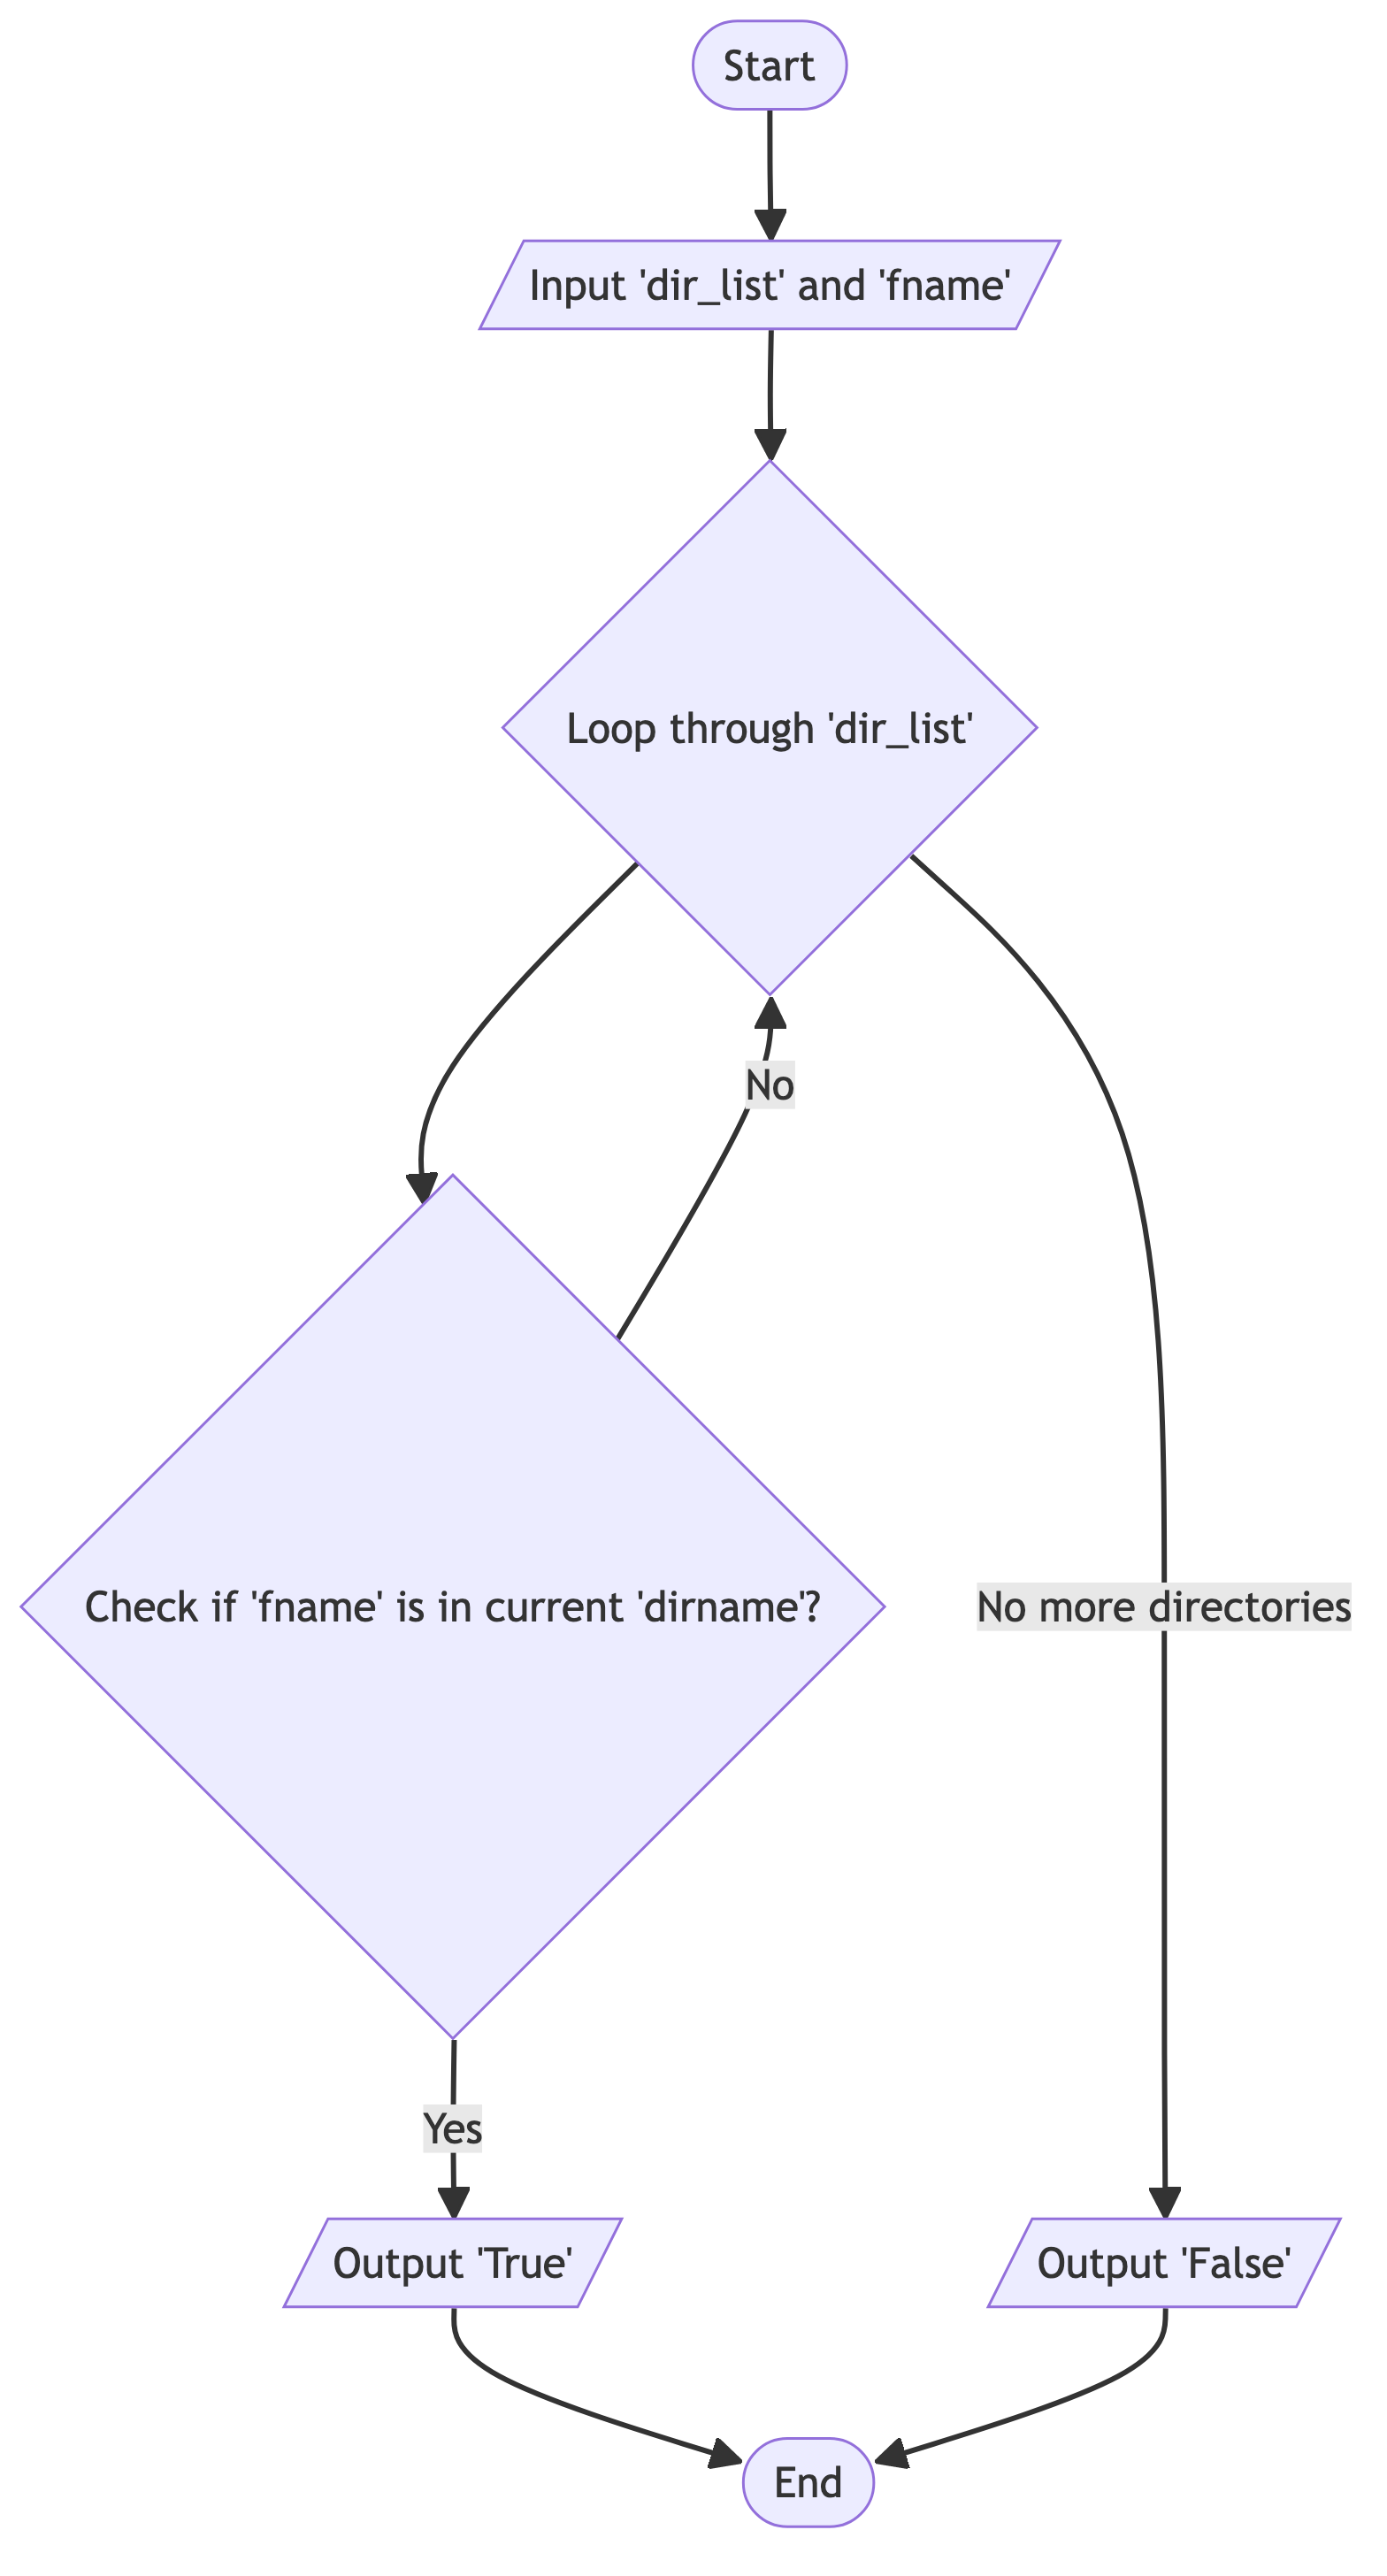 Start
Input 'dir_list' and 'fname'
Loop through 'dir_list'
No
Check if 'fname' is in current 'dirname'?
No more directories
Yes
Output 'True'
Output 'False'
End